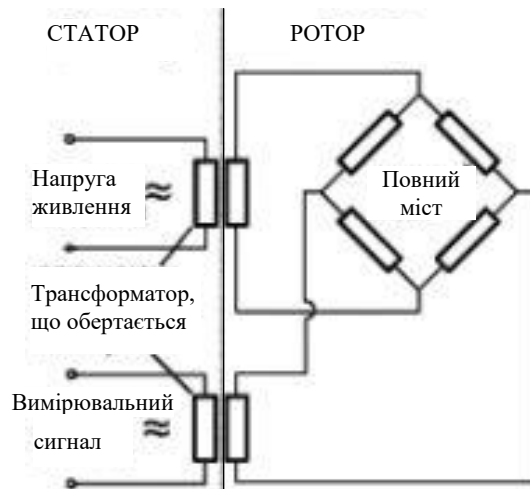 СТАТОР
РОТОР
Напруга
живлення
Повний
міст
Трансформатор,
що обертається
Вимірювальний
сигнал